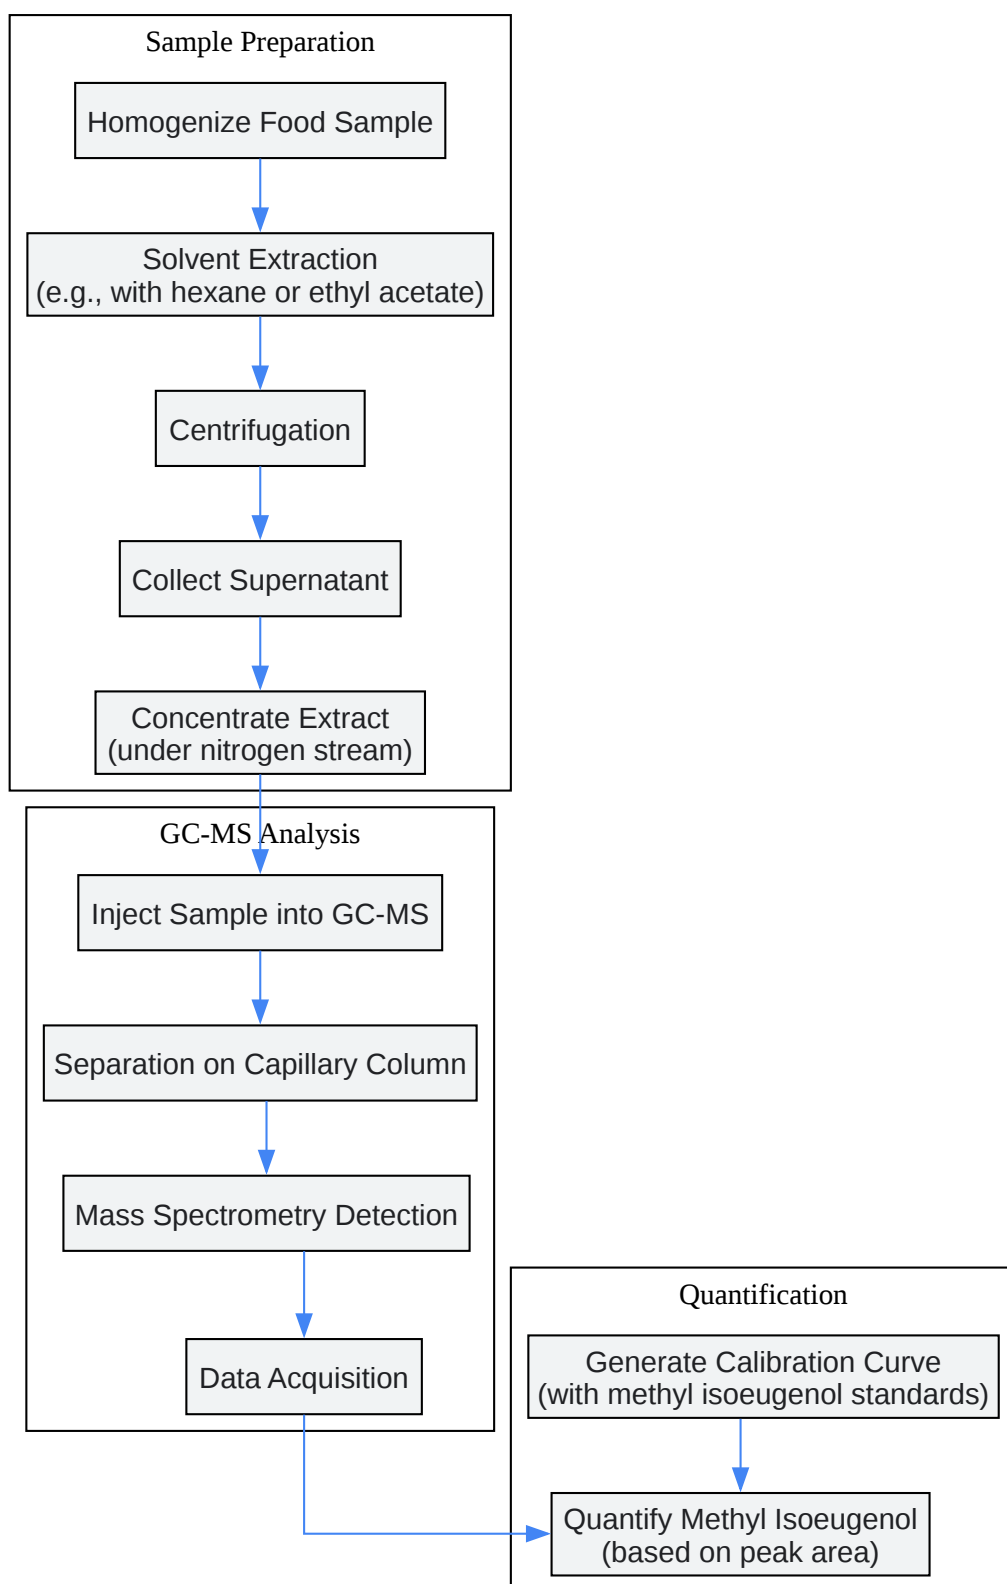 Sample Preparation
Homogenize Food Sample
Solvent Extraction
(e.g., with hexane or ethyl acetate)
Centrifugation
Collect Supernatant
Concentrate Extract
(under nitrogen stream)
GC-MS Analysis
Inject Sample into GC-MS
Separation on Capillary Column
Mass Spectrometry Detection
Data Acquisition
Quantification
Generate Calibration Curve
(with methyl isoeugenol standards)
Quantify Methyl Isoeugenol
(based on peak area)